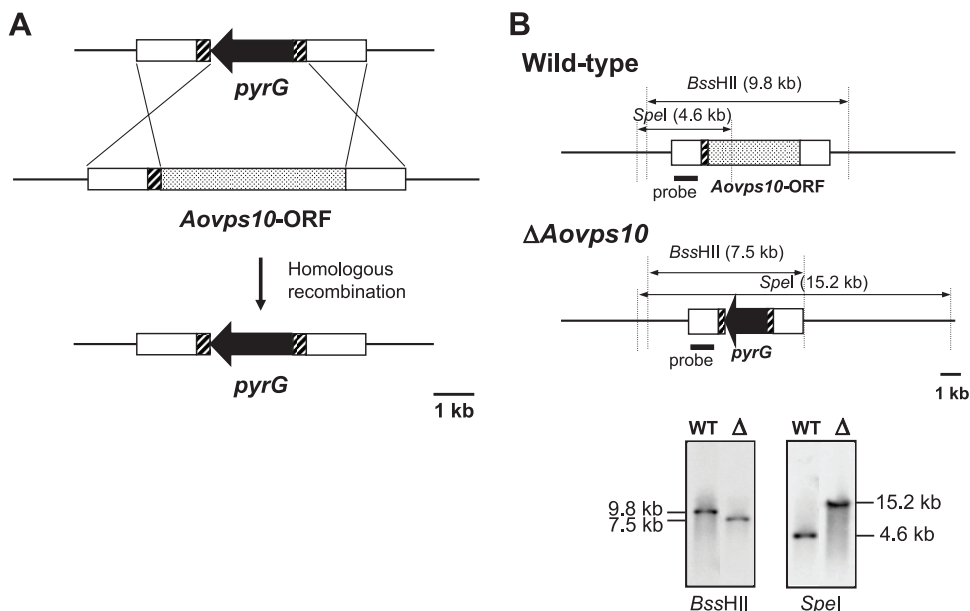 A
pyrG
Aovps10-ORF
Homologous
recombination
pyrG
1 kb
B
Wild-type
BssHII (9.8 kb)
SpeI (4.6 kb)
probe
Aovps10-ORF
ΔAovps10
BssHII (7.5 kb)
SpeI (15.2 kb)
probe
pyrG
1 kb
WT Δ
WT Δ
9.8 kb
7.5 kb
15.2 kb
4.6 kb
BssHII
SpeI